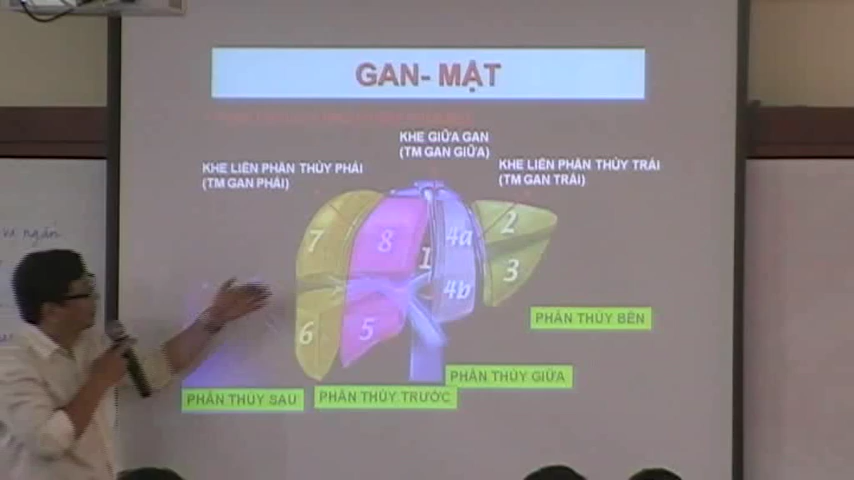 GAN- MẬT
KHE GIỮA GAN
(TM GAN GIỮA)
KHE LIÊN PHÂN THÙY PHẢI
(TM GAN PHẢI)
KHE LIÊN PHÂN THÙY TRÁI
(TM GAN TRÁI)
7
8
1
4a
2
3
4b
6
5
PHÂN THÙY BÊN
PHÂN THÙY GIỮA
PHÂN THÙY SAU
PHÂN THÙY TRƯỚC
ngắn